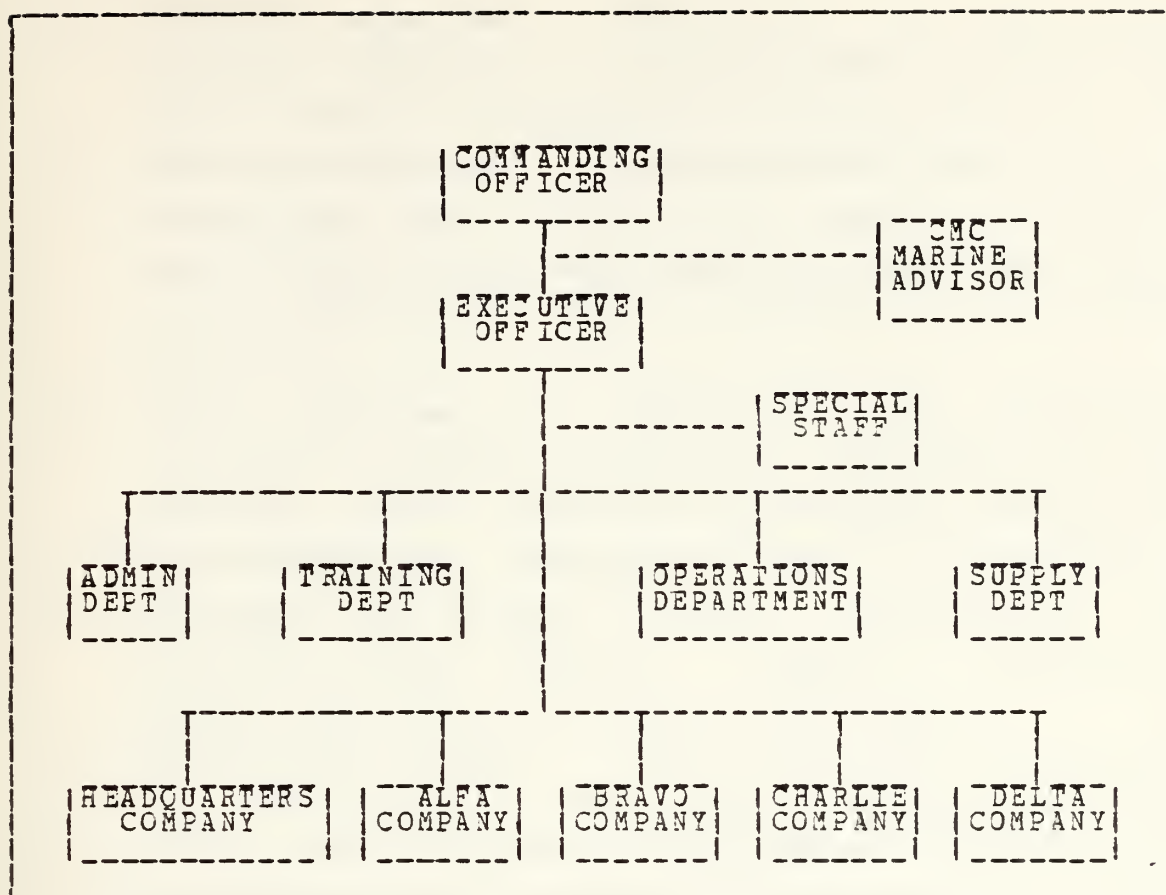 COMMANDING
OFFICER
CMC
MARINE
ADVISOR
EXECUTIVE
OFFICER
SPECIAL
STAFF
ADMIN
DEPT
TRAINING
DEPT
OPERATIONS
DEPARTMENT
SUPPLY
DEPT
HEADQUARTERS
COMPANY
ALFA
COMPANY
BRAVO
COMPANY
CHARLIE
COMPANY
DELTA
COMPANY